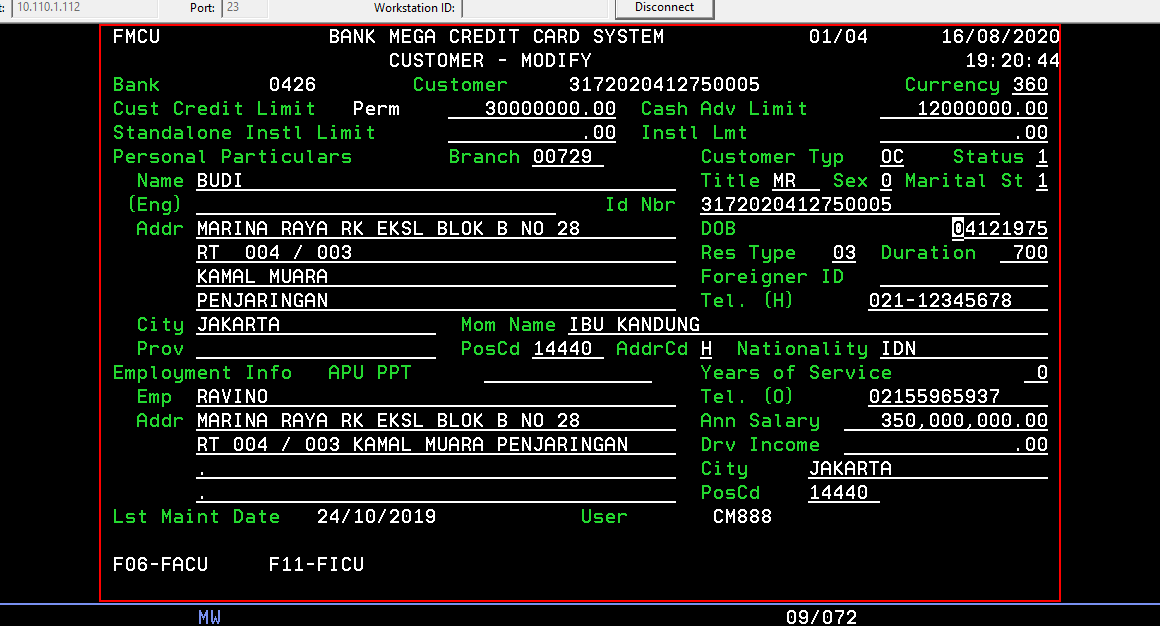 t: 10.110.1.112 Port: 23 Workstation ID: Disconnect
FMCU BANK MEGA CREDIT CARD SYSTEM 01/04 16/08/2020
CUSTOMER - MODIFY 19:20:44
Bank 0426 Customer 3172020412750005 Currency 360
Cust Credit Limit Perm 30000000.00 Cash Adv Limit 12000000.00
Standalone Instl Limit .00 Instl Lmt .00
Personal Particulars Branch 00729 Customer Typ OC Status 1
Name BUDI Title MR Sex 0 Marital St 1
(Eng) Id Nbr 3172020412750005
Addr MARINA RAYA RK EKSL BLOK B NO 28 DOB 04121975
RT 004 / 003 Res Type 03 Duration 700
KAMAL MUARA Foreigner ID
PENJARINGAN Tel. (H) 021-12345678
City JAKARTA Mom Name IBU KANDUNG
Prov PosCd 14440 AddrCd H Nationality IDN
Employment Info APU PPT Years of Service 0
Emp RAVINO Tel. (O) 02155965937
Addr MARINA RAYA RK EKSL BLOK B NO 28 Ann Salary 350,000,000.00
RT 004 / 003 KAMAL MUARA PENJARINGAN Drv Income .00
. City JAKARTA
. PosCd 14440
Lst Maint Date 24/10/2019 User CM888
F06-FACU F11-FICU
MW 09/072